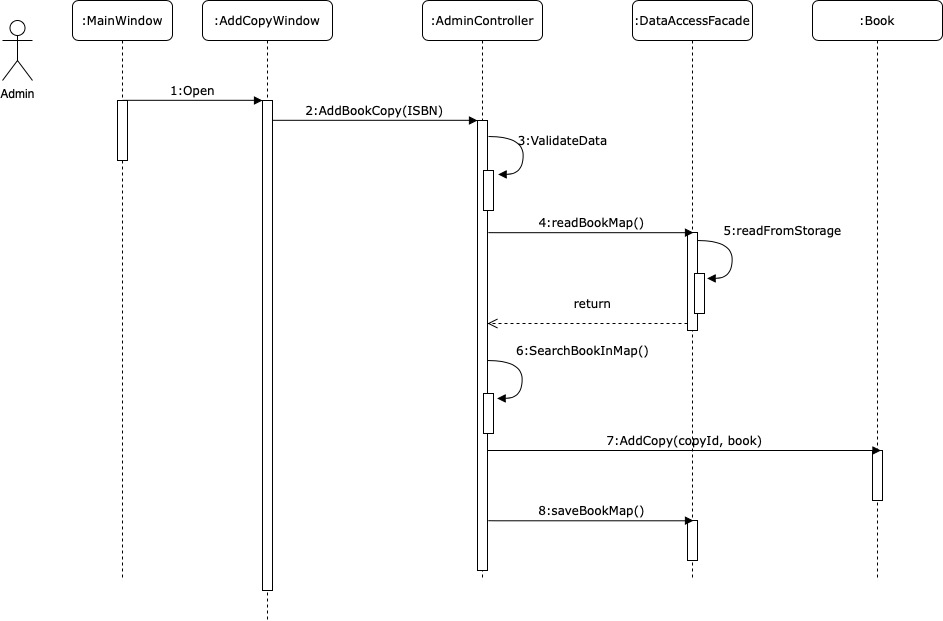 :MainWindow
:AddCopyWindow
:AdminController
:DataAccessFacade
:Book
Admin
1:Open
2:AddBookCopy(ISBN)
3:ValidateData
4:readBookMap()
5:readFromStorage
return
6:SearchBookInMap()
7:AddCopy(copyId, book)
8:saveBookMap()